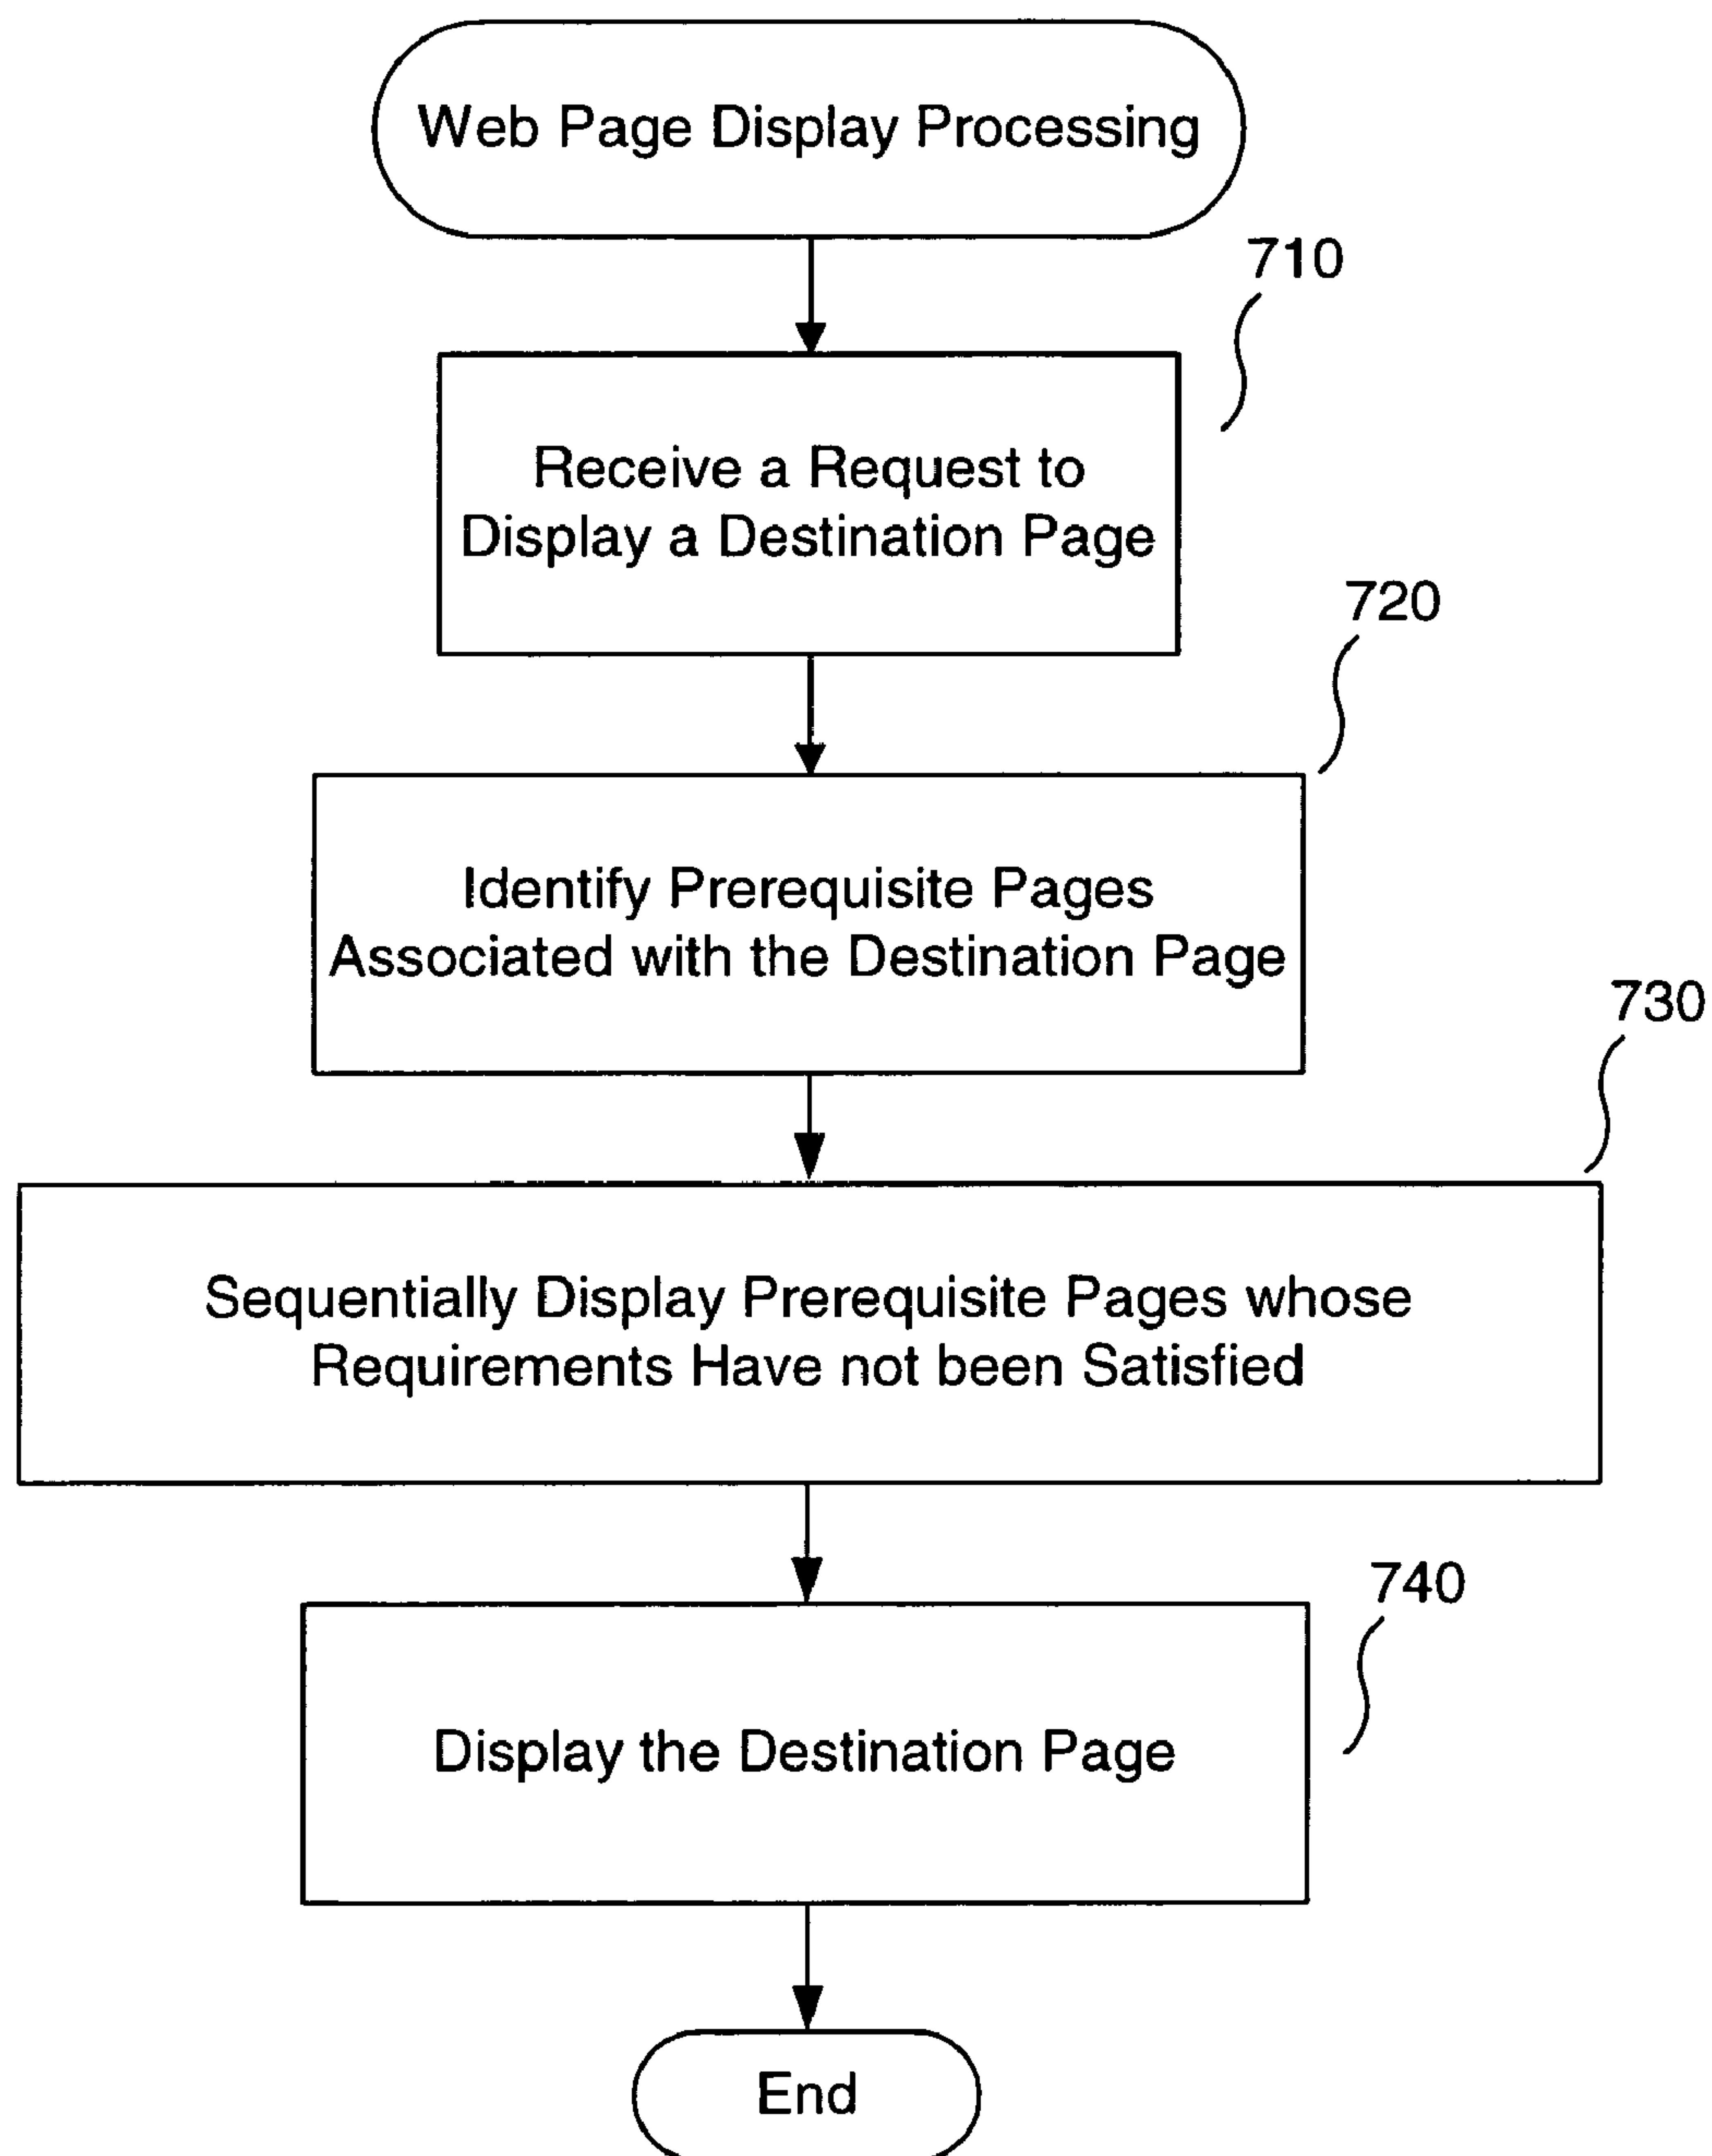 Web Page Display Processing
710
Receive a Request to
Display a Destination Page
720
Identify Prerequisite Pages
Associated with the Destination Page
730
Sequentially Display Prerequisite Pages whose
Requirements Have not been Satisfied
740
Display the Destination Page
End